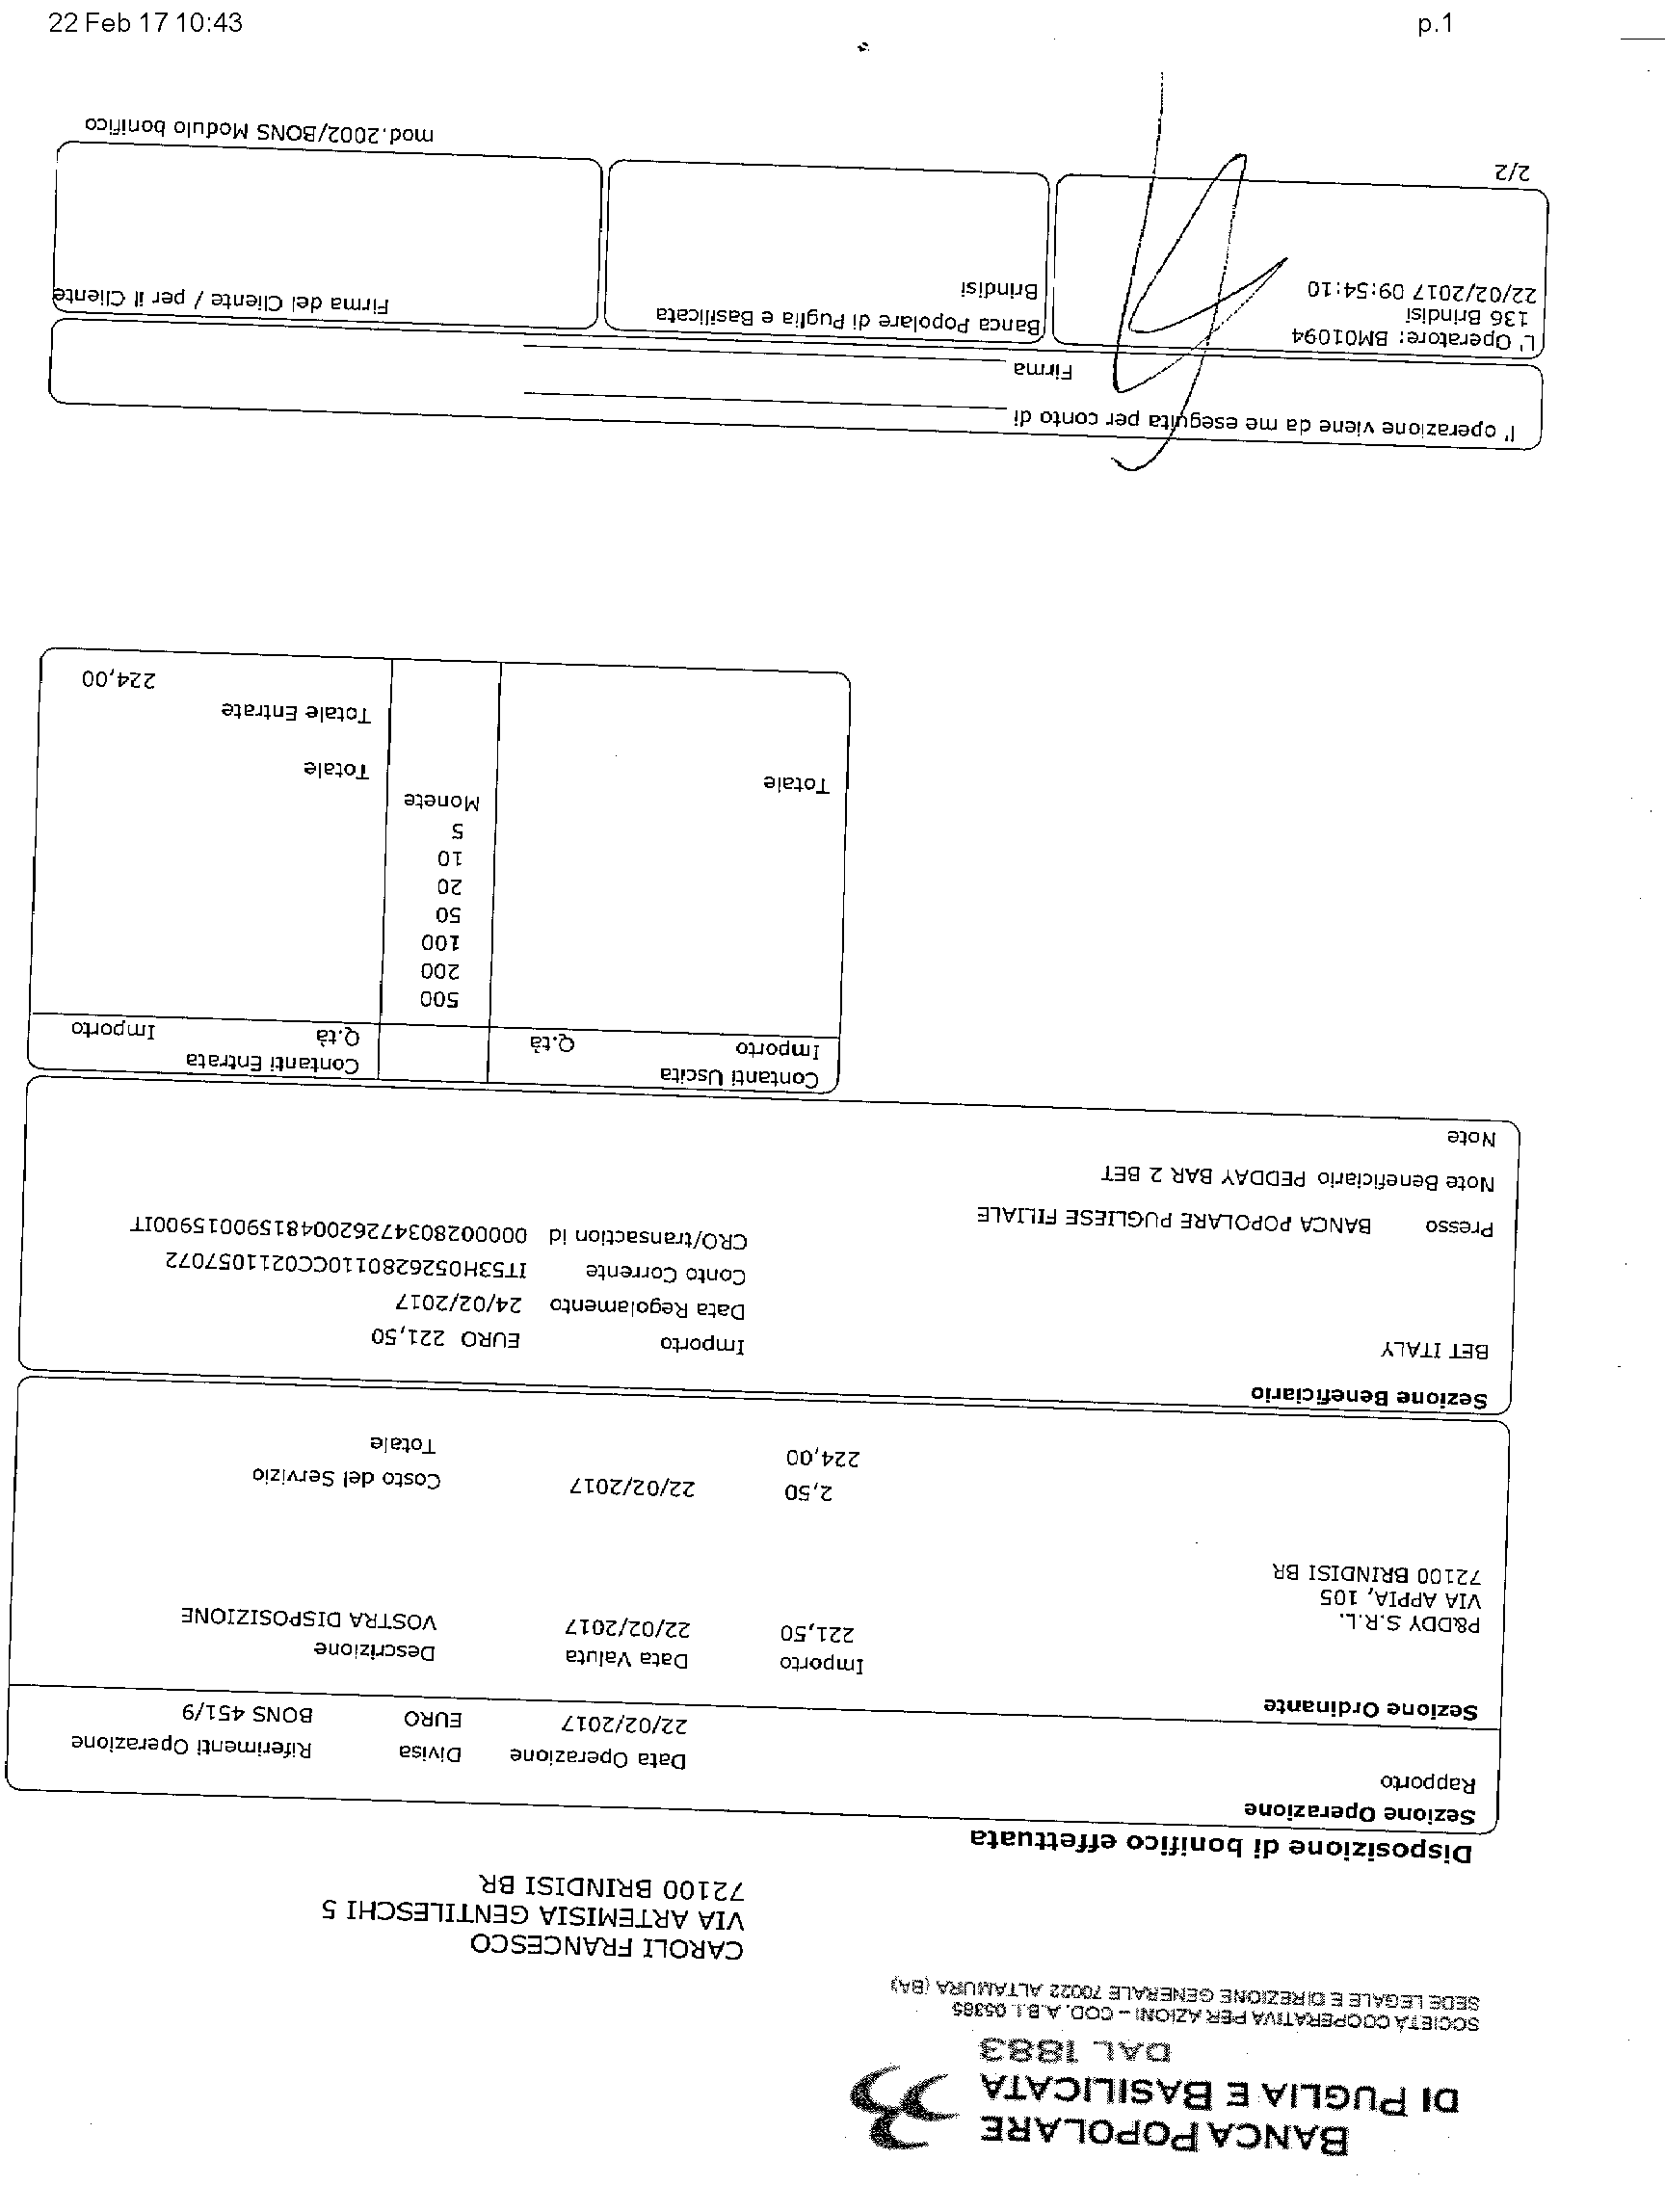 22 Feb 17 10:43 p.1
BANCA POPOLARE
DI PUGLIA E BASILICATA
DAL 1883
SOCIETÀ COOPERATIVA PER AZIONI – COD. A.B.I. 05385
SEDE LEGALE E DIREZIONE GENERALE 70022 ALTAMURA (BA)
CAROLI FRANCESCO
VIA ARTEMISIA GENTILESCHI 5
72100 BRINDISI BR
Disposizione di bonifico effettuata
Sezione Operazione
Rapporto Data Operazione Divisa Riferimenti Operazione
22/02/2017 EURO BONS 451/9
Sezione Ordinante
Importo Data Valuta Descrizione
P&DDY S.R.L. 221,50 22/02/2017 VOSTRA DISPOSIZIONE
VIA APPIA, 105
72100 BRINDISI BR
2,50 22/02/2017 Costo del Servizio
224,00 Totale
Sezione Beneficiario
BET ITALY Importo EURO 221,50
Data Regolamento 24/02/2017
Conto Corrente IT53H0526280110CC0211057072
Presso BANCA POPOLARE PUGLIESE FILIALE CRO/transaction id 0000028034726200481590015900IT
Note Beneficiario PEDDAY BAR 2 BET
Note
Contanti Uscita Contanti Entrata
Importo Q.tà Q.tà Importo
500
200
100
50
20
10
5
Monete
Totale Totale
Totale Entrate
224,00
l' operazione viene da me eseguita per conto di
Firma
L' Operatore: BM01094 Banca Popolare di Puglia e Basilicata Firma del Cliente / per il Cliente
136 Brindisi Brindisi
22/02/2017 09:54:10
2/2 mod.2002/BONS Modulo bonifico